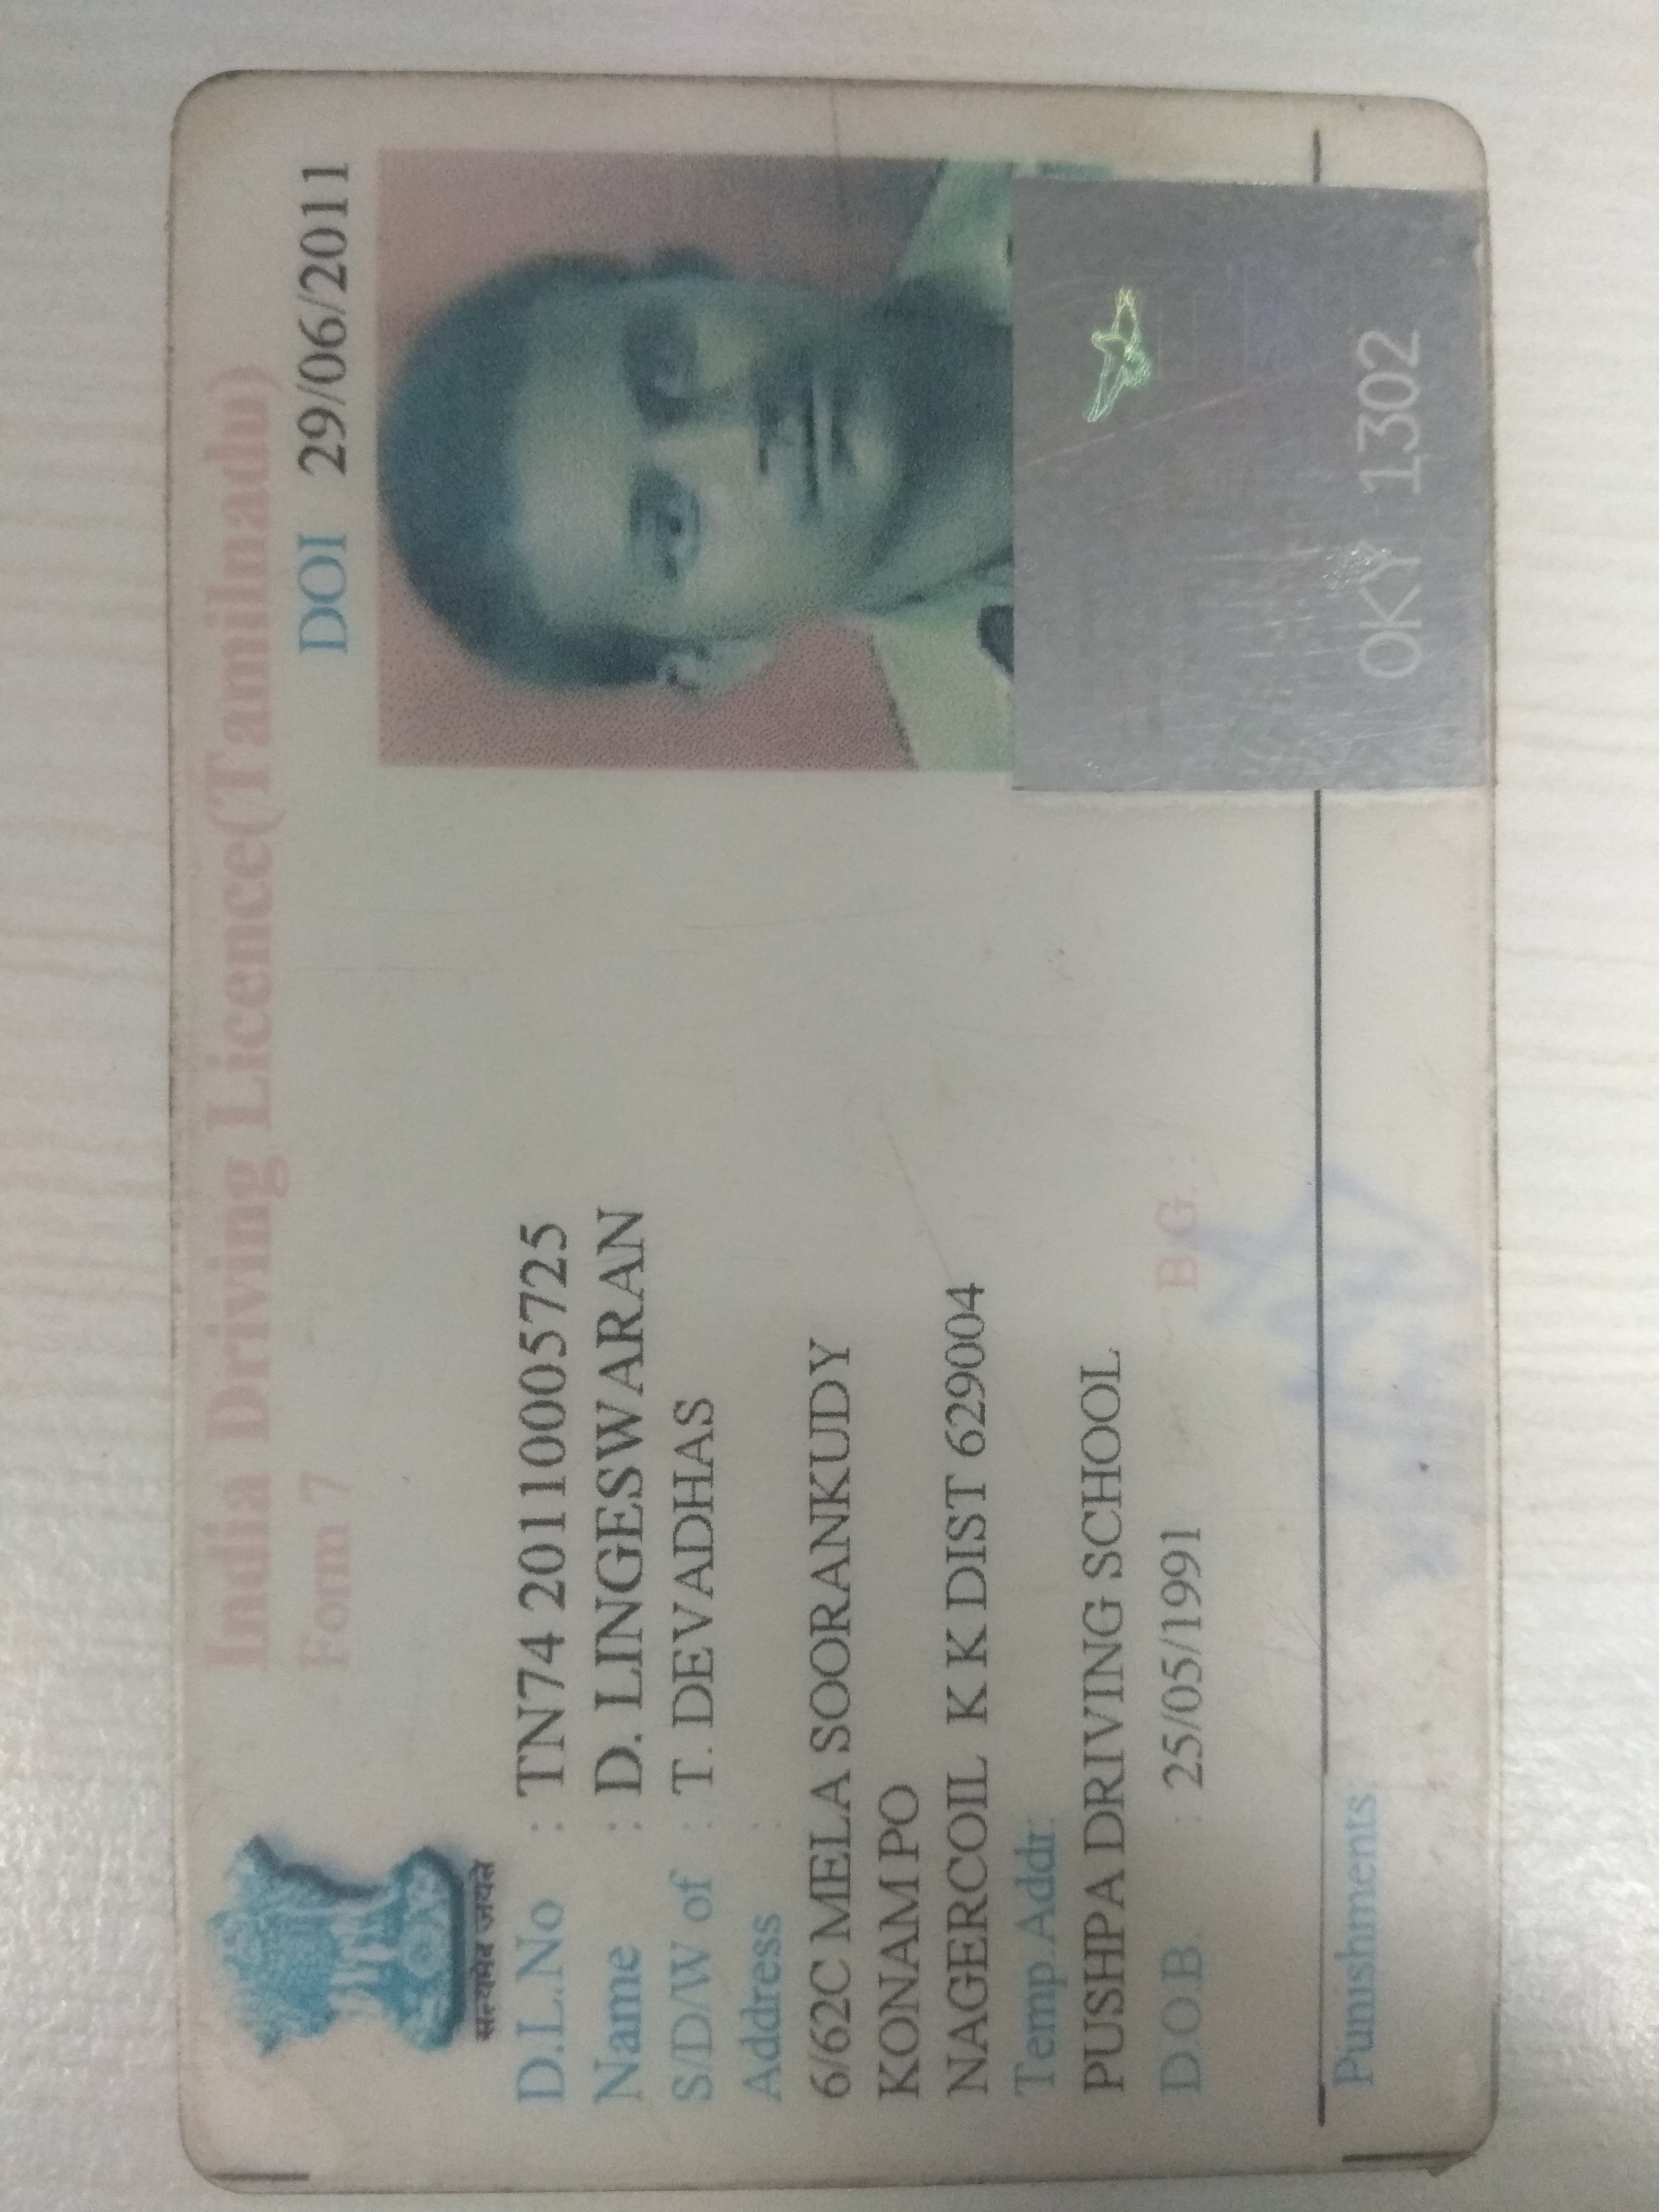 India Driving Licence(Tamilnadu)
Form 7
DOI 29/06/2011
सत्यमेव जयते
D.L.No : TN74 20110005725
Name : D. LINGESWARAN
S/D/W of : T. DEVADHAS
Address :
6/62C MELA SOORANKUDY
KONAM PO
NAGERCOIL K K DIST 629004
Temp.Addr:
PUSHPA DRIVING SCHOOL
D.O.B. : 25/05/1991 B.G. :
Punishments:
OKY 1302